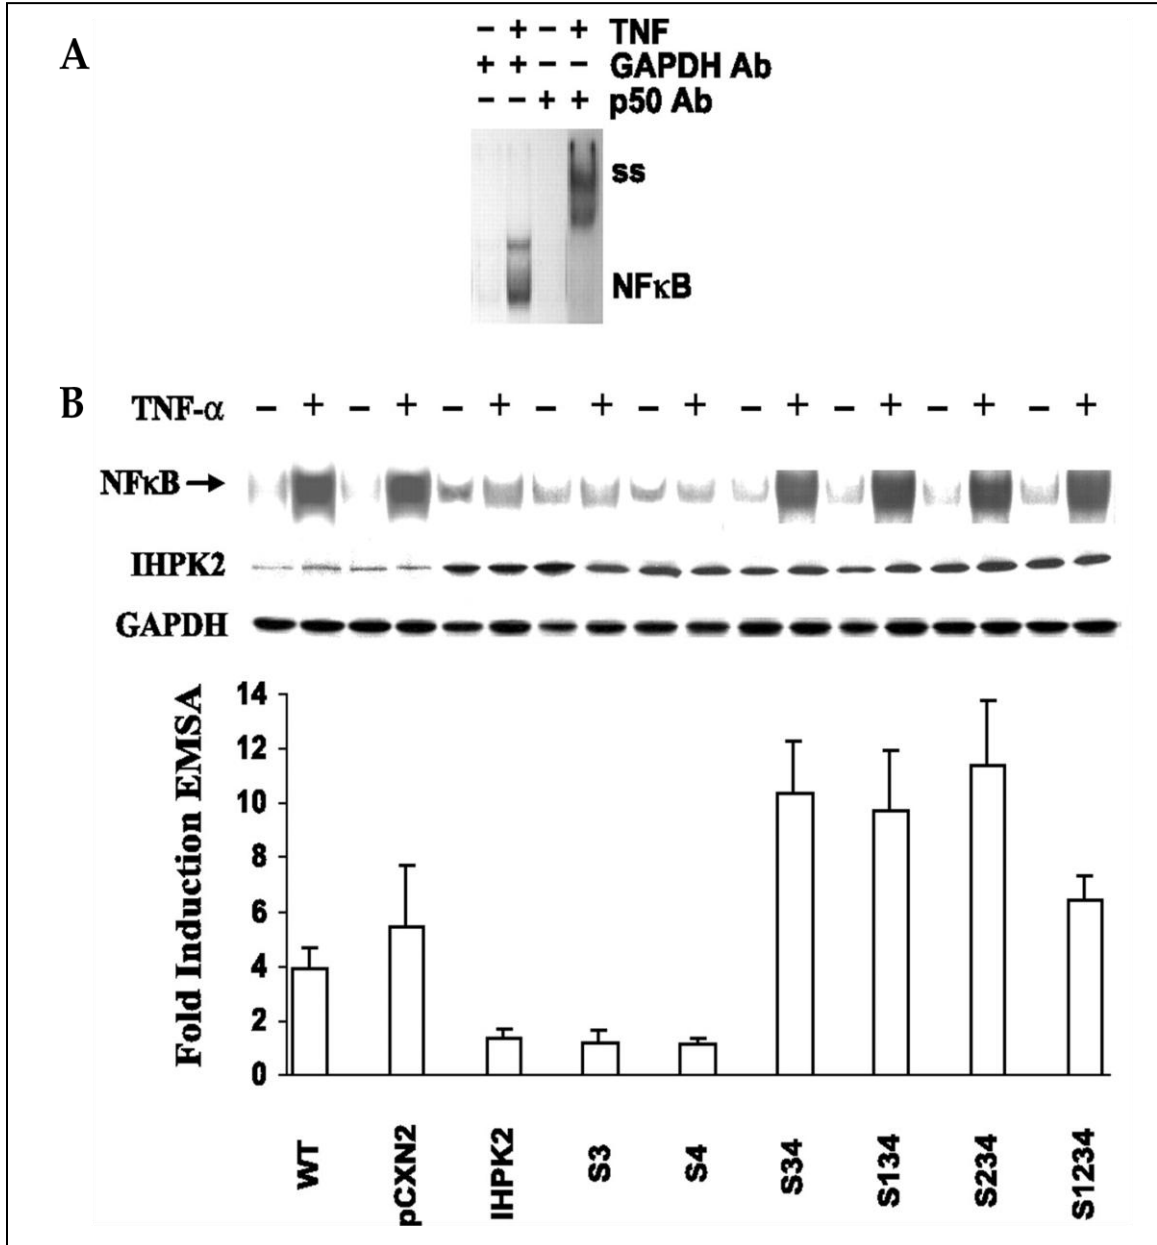 A
− + − + TNF
+ + − − GAPDH Ab
− − + + p50 Ab
ss
NFκB
B
TNF-α − + − + − + − + − + − + − + − + − +
NFκB →
IHPK2
GAPDH
Fold Induction EMSA
14
12
10
8
6
4
2
0
WT pCXN2 IHPK2 S3 S4 S34 S134 S234 S1234